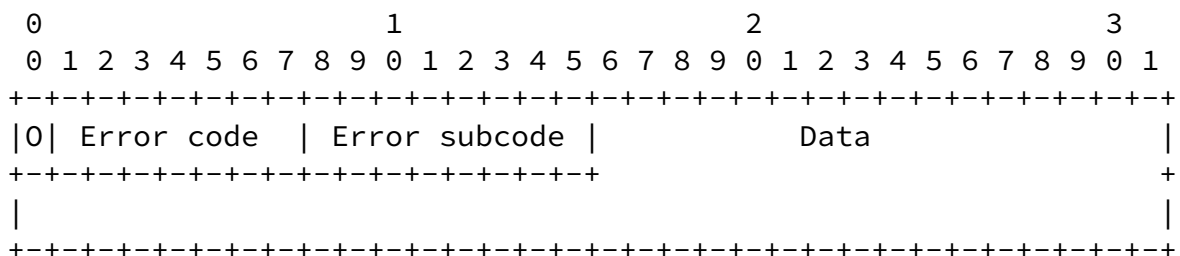 0                   1                   2                   3
 0 1 2 3 4 5 6 7 8 9 0 1 2 3 4 5 6 7 8 9 0 1 2 3 4 5 6 7 8 9 0 1
+-+-+-+-+-+-+-+-+-+-+-+-+-+-+-+-+-+-+-+-+-+-+-+-+-+-+-+-+-+-+-+-+
|O| Error code  | Error subcode |           Data                |
+-+-+-+-+-+-+-+-+-+-+-+-+-+-+-+-+                               +
|                                                               |
+-+-+-+-+-+-+-+-+-+-+-+-+-+-+-+-+-+-+-+-+-+-+-+-+-+-+-+-+-+-+-+-+